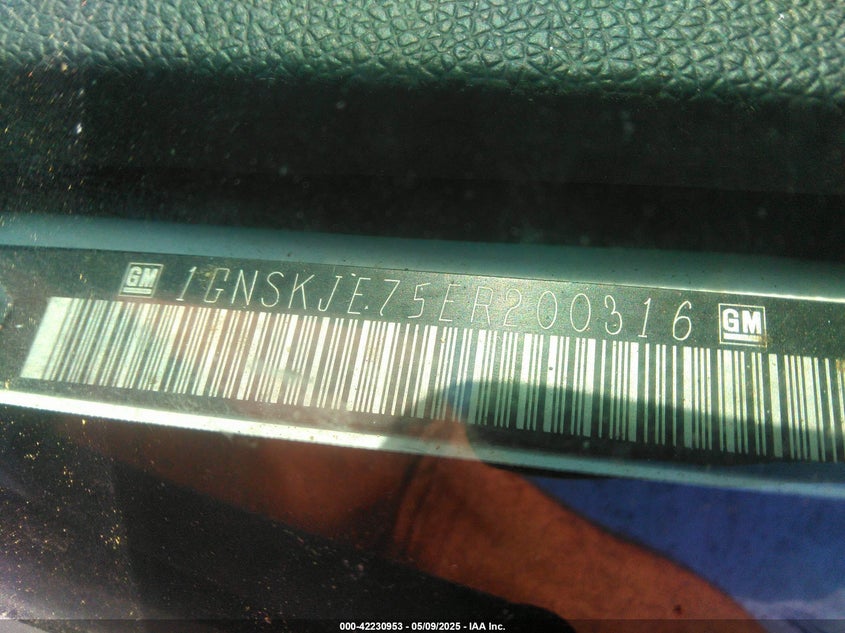 GM 1GNSKJE75ER200316 GM
000-42230953 - 05/09/2025 - IAA Inc.